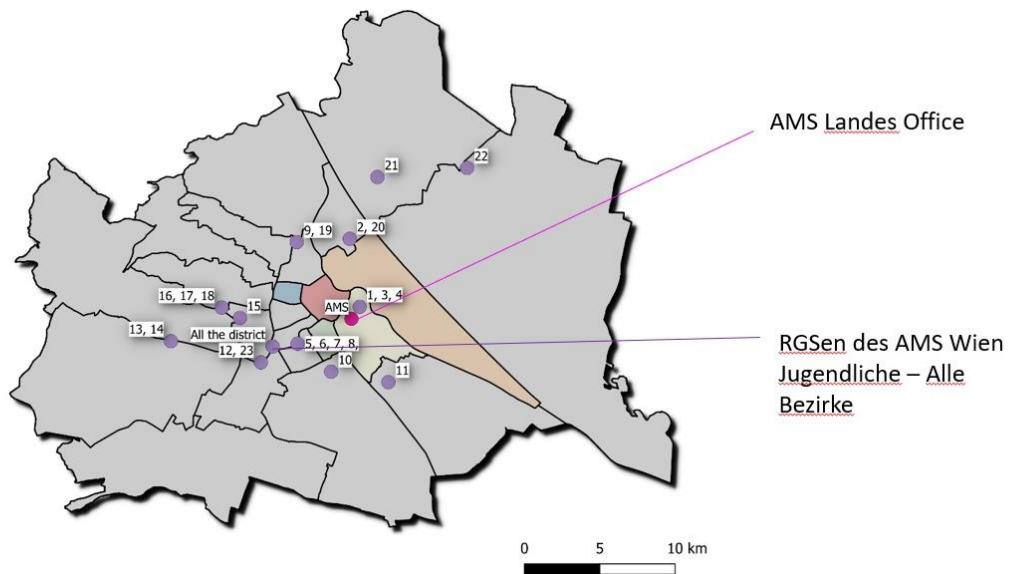 AMS Landes Office
22
21
9, 19
2, 20
16, 17, 18
15
1, 3, 4
AMS
13, 14
All the district
12, 23
5, 6, 7, 8,
10
11
RGSen des AMS Wien
Jugendliche – Alle
Bezirke
0 5 10 km